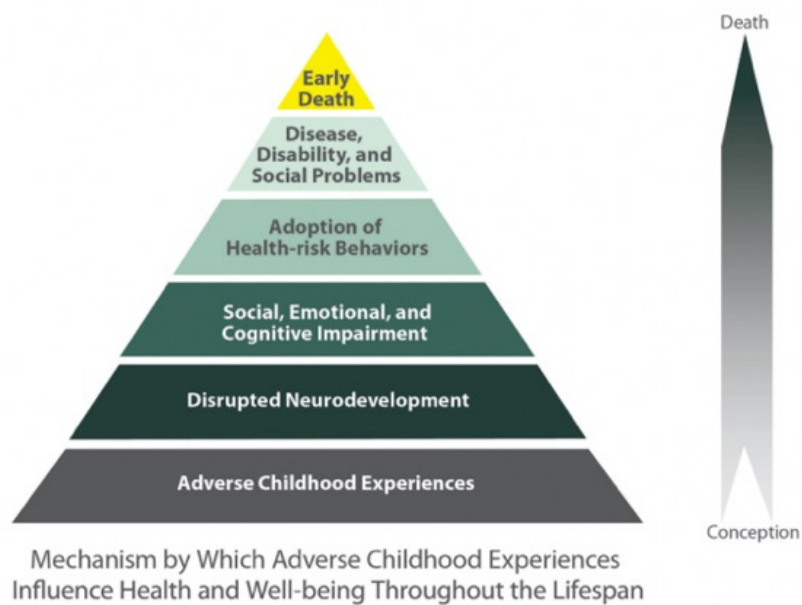 Death
Early
Death
Disease,
Disability, and
Social Problems
Adoption of
Health-risk Behaviors
Social, Emotional, and
Cognitive Impairment
Disrupted Neurodevelopment
Adverse Childhood Experiences
Conception
Mechanism by Which Adverse Childhood Experiences
Influence Health and Well-being Throughout the Lifespan